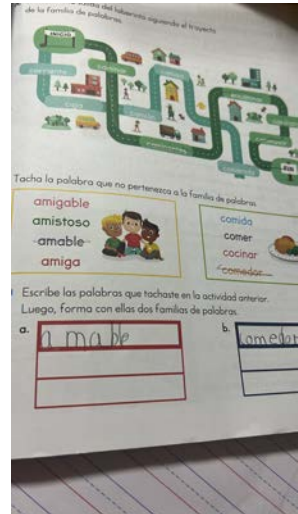 de la familia de palabras.
INICIO
Tacha la palabra que no pertenezca a la familia de palabras.
amigable
amistoso
amable
amiga
comida
comer
cocinar
comedor
Escribe las palabras que tachaste en la actividad anterior.
Luego, forma con ellas dos familias de palabras.
a.
amable
b.
comedor